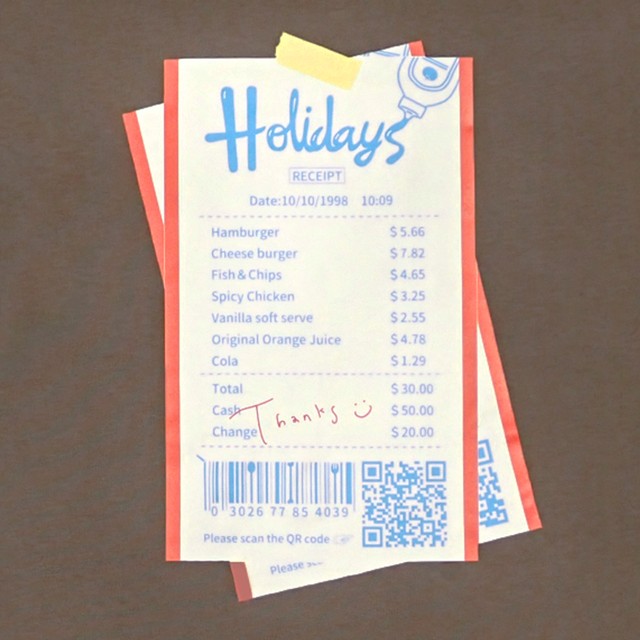 Holidays
RECEIPT
Date:10/10/1998 10:09
Hamburger $5.66
Cheese burger $7.82
Fish & Chips $4.65
Spicy Chicken $3.25
Vanilla soft serve $2.55
Original Orange Juice $4.78
Cola $1.29
Total $30.00
Cash $50.00
Change $20.00
Thanks :)
0 3026 77 85 4039
Please scan the QR code
Please